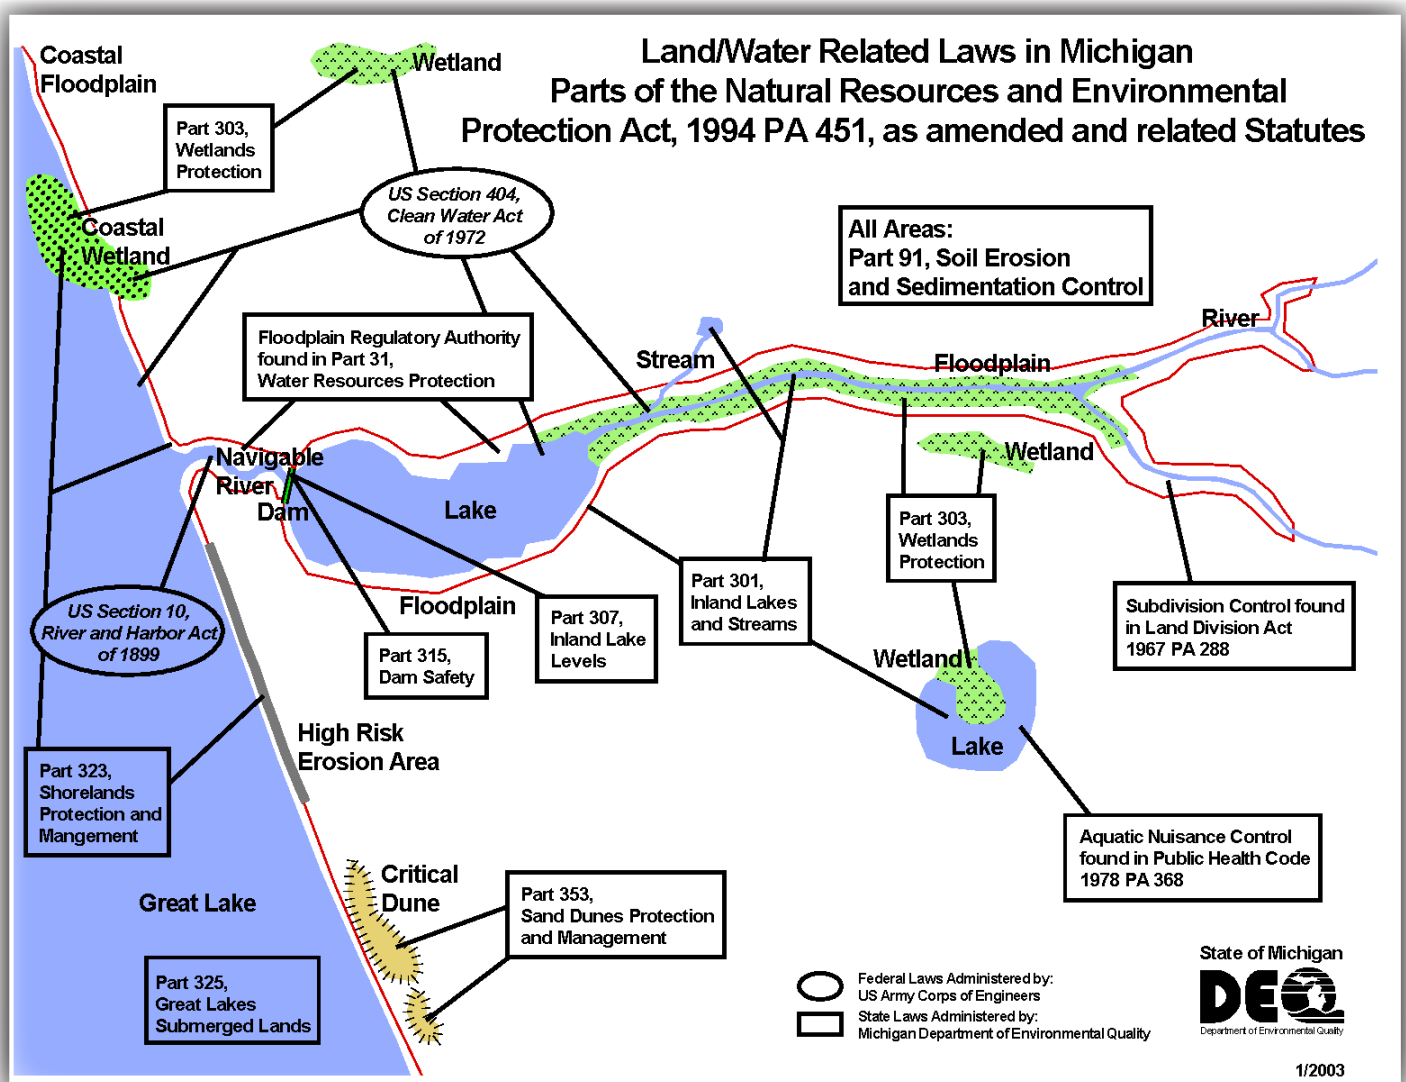 Land/Water Related Laws in Michigan
Parts of the Natural Resources and Environmental
Protection Act, 1994 PA 451, as amended and related Statutes
Coastal
Floodplain
Wetland
Part 303,
Wetlands
Protection
US Section 404,
Clean Water Act
of 1972
Coastal
Wetland
All Areas:
Part 91, Soil Erosion
and Sedimentation Control
Floodplain Regulatory Authority
found in Part 31,
Water Resources Protection
Stream
River
Floodplain
Navigable
River
Dam
Lake
Wetland
Part 303,
Wetlands
Protection
Part 301,
Inland Lakes
and Streams
US Section 10,
River and Harbor Act
of 1899
Floodplain
Part 315,
Dam Safety
Part 307,
Inland Lake
Levels
Subdivision Control found
in Land Division Act
1967 PA 288
Wetland
Lake
High Risk
Erosion Area
Part 323,
Shorelands
Protection and
Mangement
Aquatic Nuisance Control
found in Public Health Code
1978 PA 368
Critical
Dune
Great Lake
Part 353,
Sand Dunes Protection
and Management
Part 325,
Great Lakes
Submerged Lands
Federal Laws Administered by:
US Army Corps of Engineers
State Laws Administered by:
Michigan Department of Environmental Quality
State of Michigan
DEQ
Department of Environmental Quality
1/2003